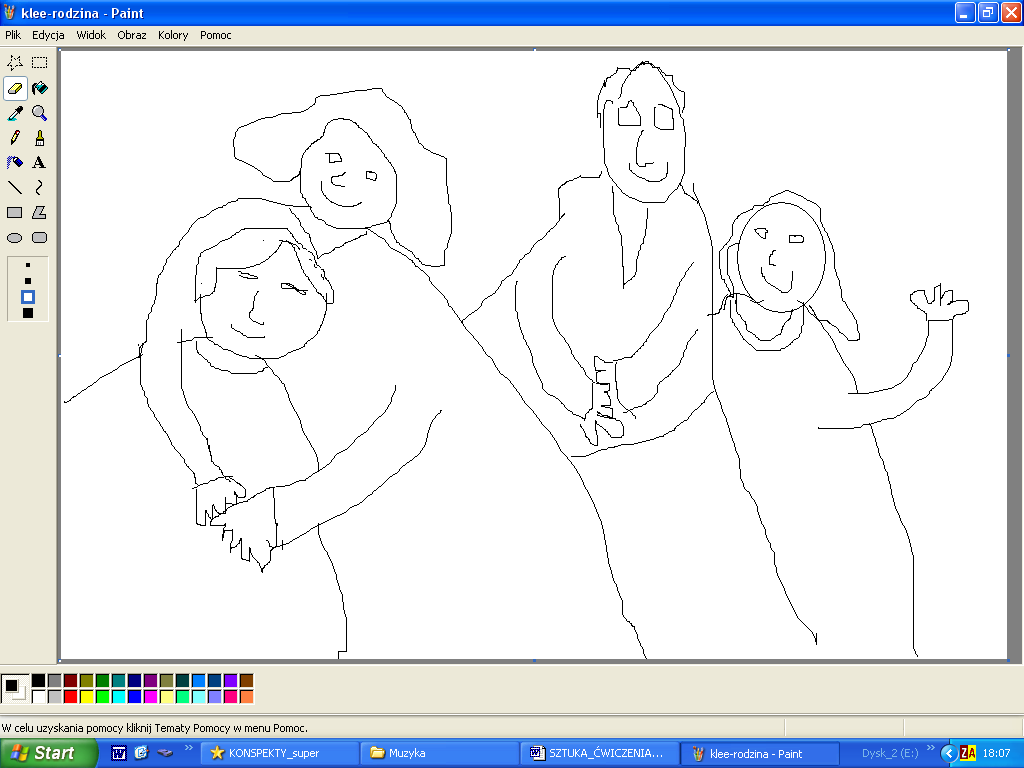 klee-rodzina - Paint
Plik Edycja Widok Obraz Kolory Pomoc
A
W celu uzyskania pomocy kliknij Tematy Pomocy w menu Pomoc.
Start W » KONSPEKTY_super Muzyka W SZTUKA_ĆWICZENIA... klee-rodzina - Paint Dysk_2 (E:) » ZA 18:07